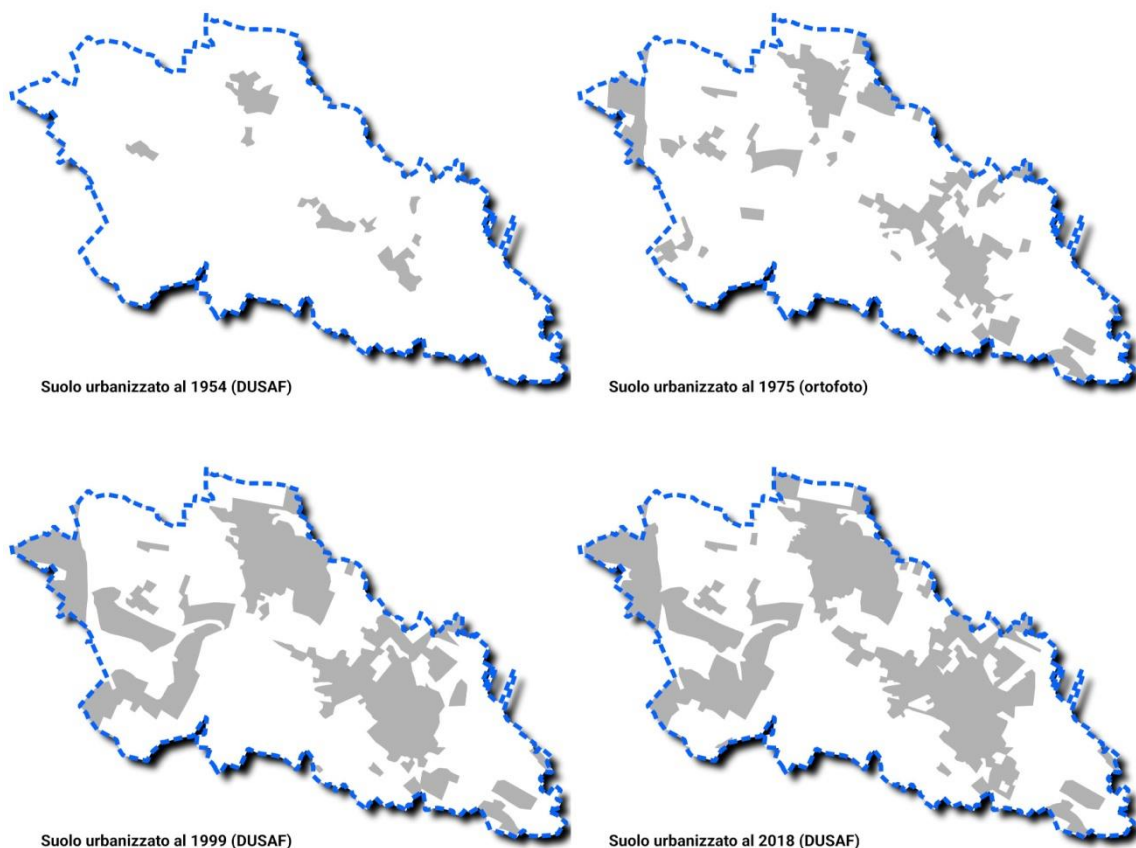 Suolo urbanizzato al 1954 (DUSAF)
Suolo urbanizzato al 1975 (ortofoto)
Suolo urbanizzato al 1999 (DUSAF)
Suolo urbanizzato al 2018 (DUSAF)